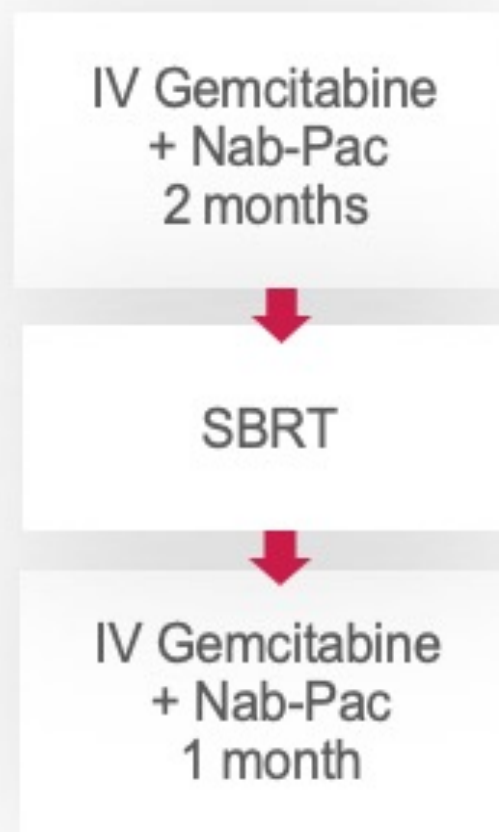 IV Gemcitabine
+ Nab-Pac
2 months
SBRT
IV Gemcitabine
+ Nab-Pac
1 month